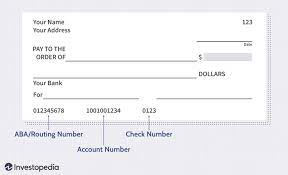 Your Name 123
Your Address
Date
PAY TO THE
ORDER OF $
DOLLARS
Your Bank
For
012345678 1001001234 0123
ABA/Routing Number Check Number
Account Number
Investopedia